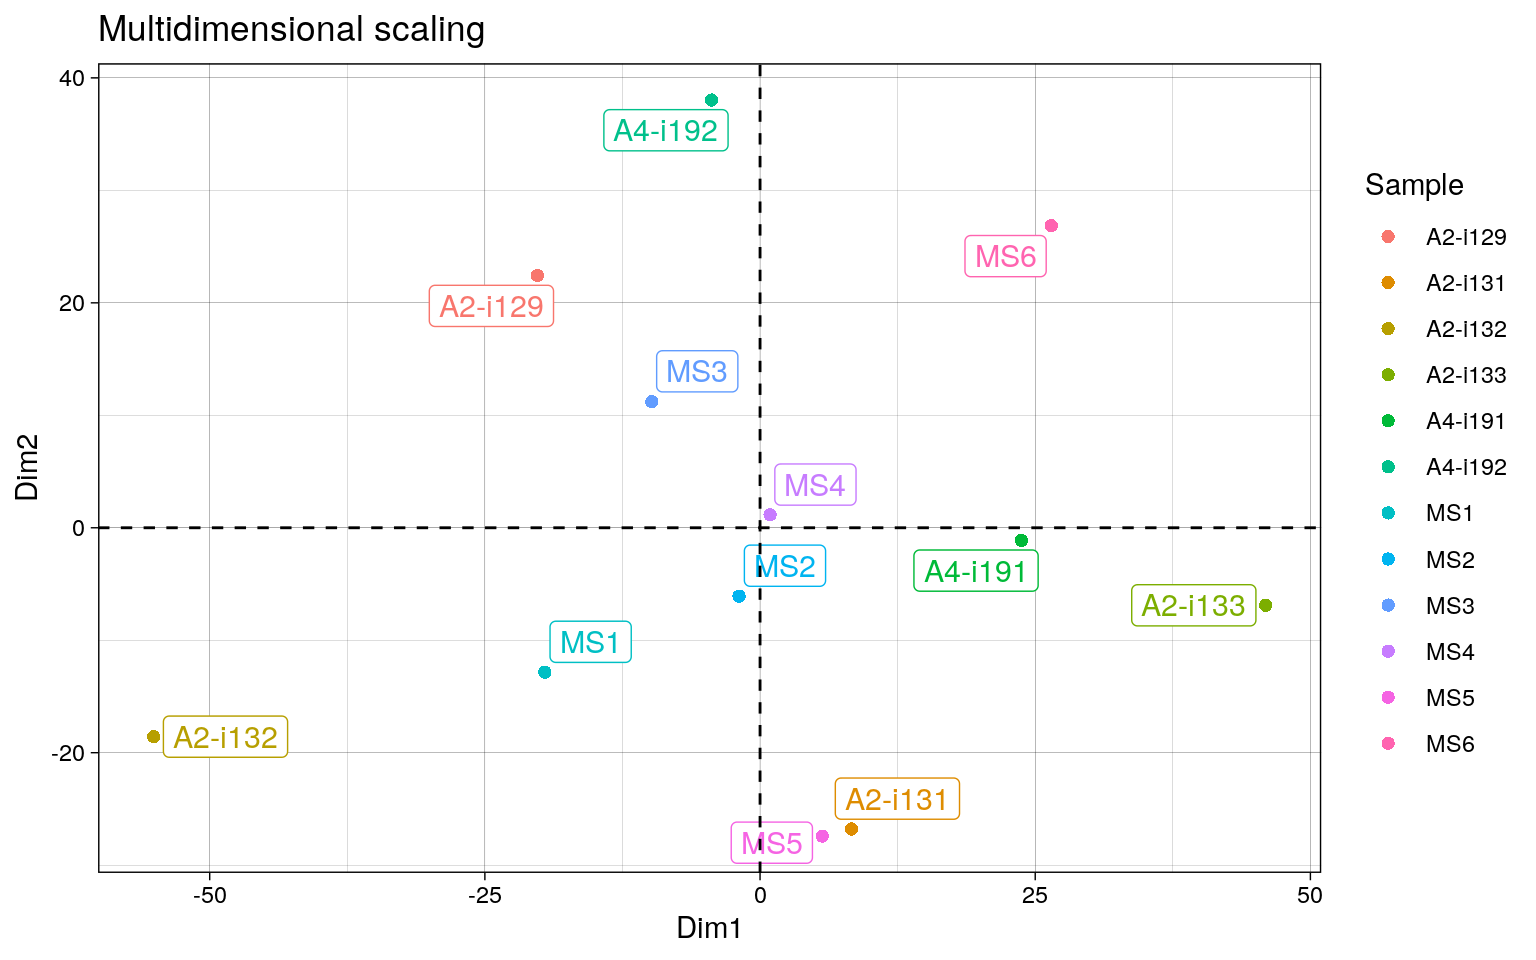 Multidimensional scaling
40
20
0
-20
Dim2
A4-i192
MS6
A2-i129
MS3
MS4
MS2
A4-i191
A2-i133
MS1
A2-i132
A2-i131
MS5
-50
-25
0
25
50
Dim1
Sample
A2-i129
A2-i131
A2-i132
A2-i133
A4-i191
A4-i192
MS1
MS2
MS3
MS4
MS5
MS6